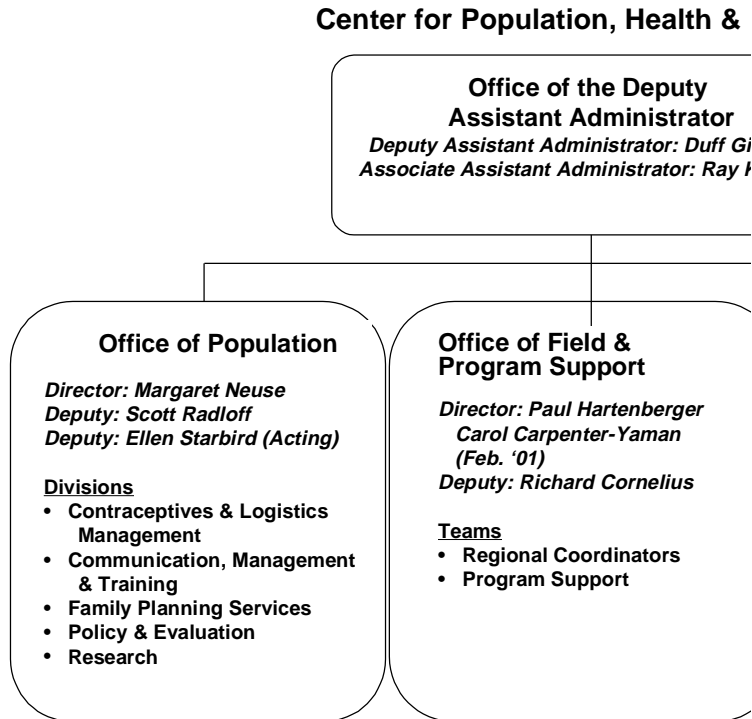 Center for Population, Health &
Office of the Deputy
Assistant Administrator
Deputy Assistant Administrator: Duff
Associate Assistant Administrator: Ray
Office of Population
Director: Margaret Neuse
Deputy: Scott Radloff
Deputy: Ellen Starbird (Acting)
Divisions
• Contraceptives & Logistics
Management
• Communication, Management
& Training
• Family Planning Services
• Policy & Evaluation
• Research
Office of Field &
Program Support
Director: Paul Hartenberger
Carol Carpenter-Yaman
(Feb. ‘01)
Deputy: Richard Cornelius
Teams
• Regional Coordinators
• Program Support